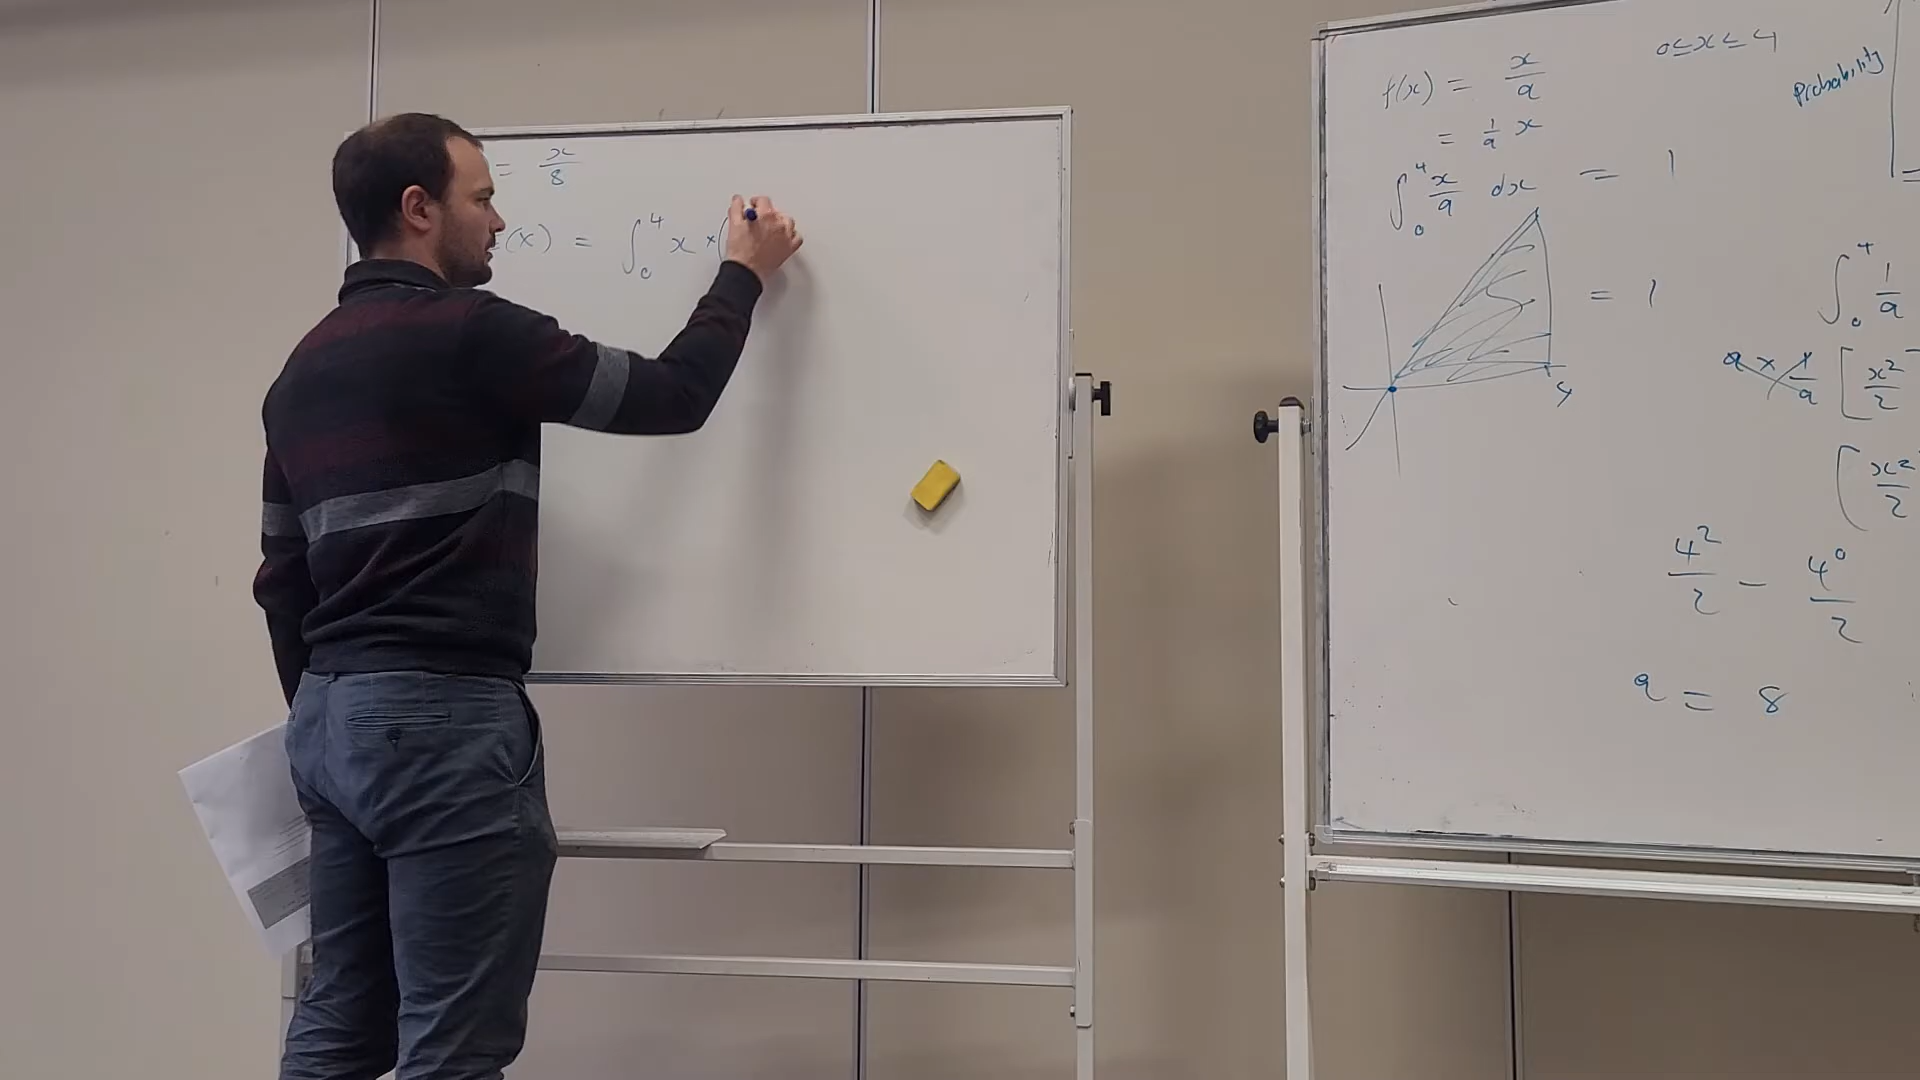 = x/8
(X) = ∫₀⁴ x × (
f(x) = x/a
0 ≤ x ≤ 4
= 1/a x
∫₀⁴ x/a dx = 1
= 1
4
Probability
∫₀⁴ 1/a
a × 1/a [x²/2
(x²/2
4²/2 - 4⁰/2
a = 8